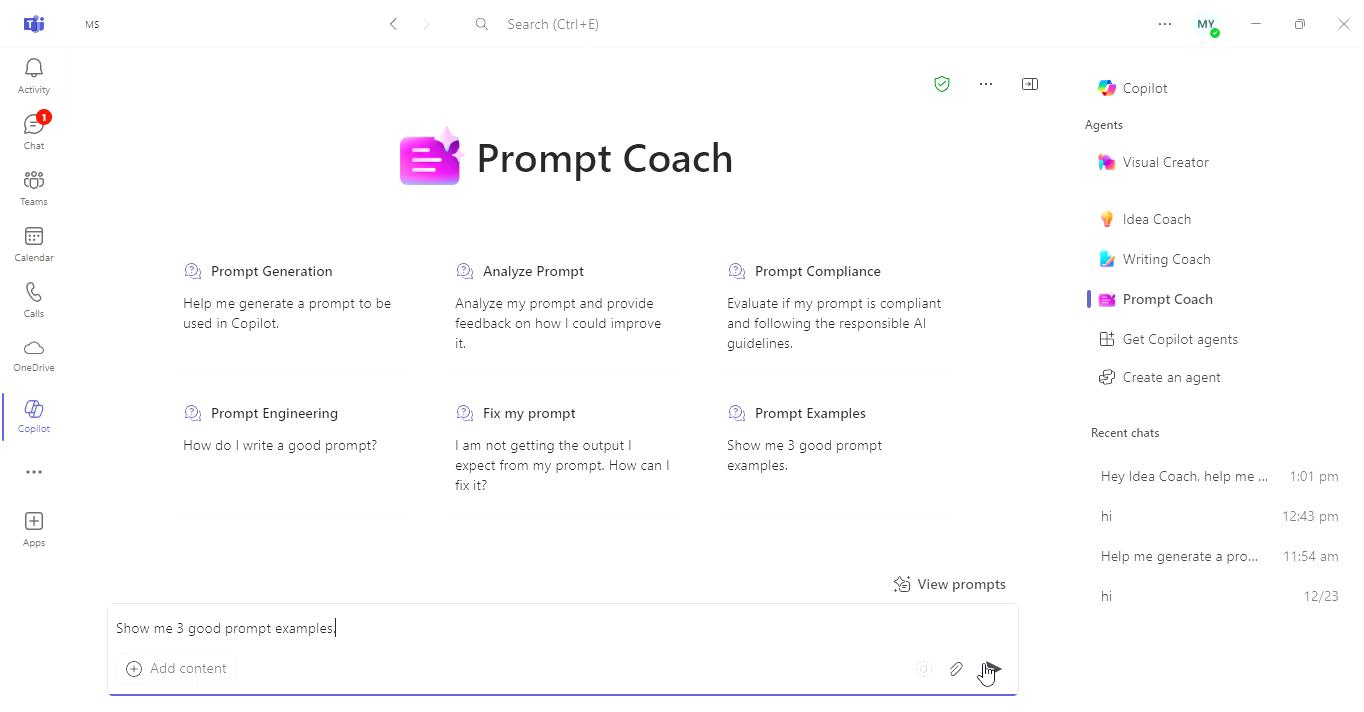 MS
Search (Ctrl+E)
MY
Activity
1
Chat
Teams
Calendar
Calls
OneDrive
Copilot
Apps
Prompt Coach
Prompt Generation
Help me generate a prompt to be
used in Copilot.
Analyze Prompt
Analyze my prompt and provide
feedback on how I could improve
it.
Prompt Compliance
Evaluate if my prompt is compliant
and following the responsible AI
guidelines.
Prompt Engineering
How do I write a good prompt?
Fix my prompt
I am not getting the output I
expect from my prompt. How can I
fix it?
Prompt Examples
Show me 3 good prompt
examples.
View prompts
Show me 3 good prompt examples.
Add content
Copilot
Agents
Visual Creator
Idea Coach
Writing Coach
Prompt Coach
Get Copilot agents
Create an agent
Recent chats
Hey Idea Coach, help me ... 1:01 pm
hi 12:43 pm
Help me generate a pro... 11:54 am
hi 12/23